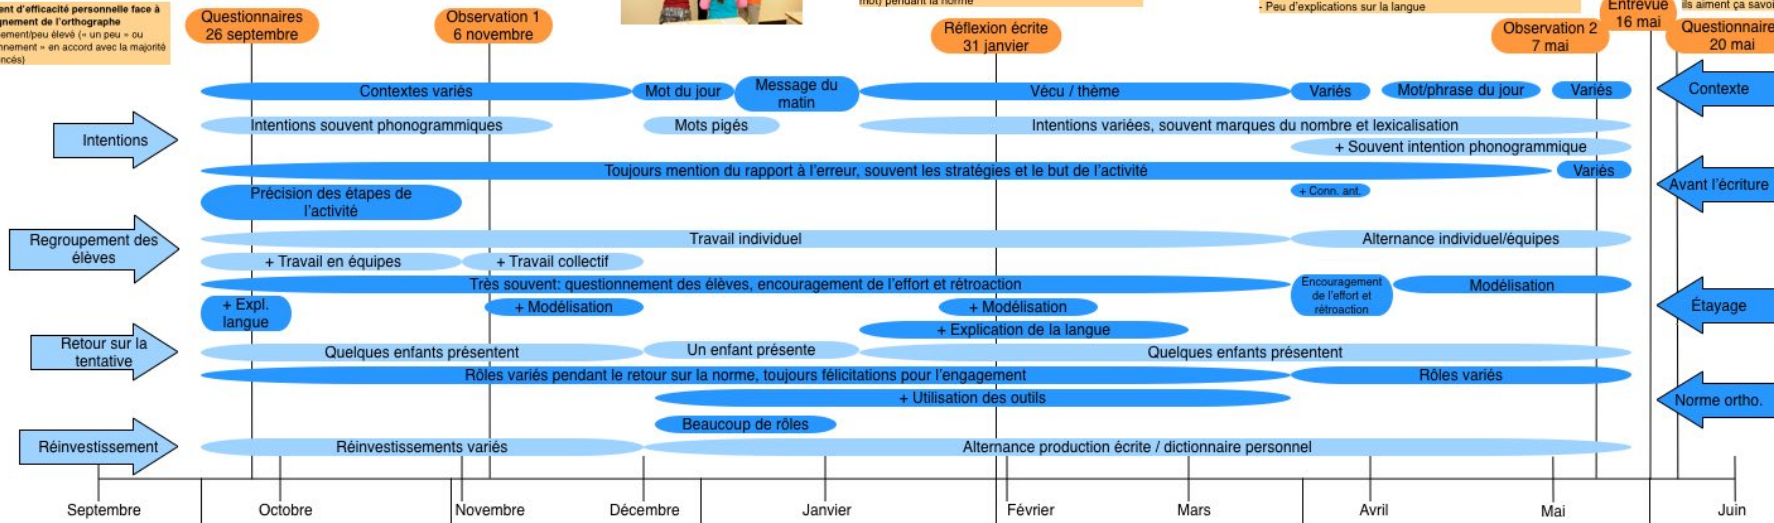 ent d'efficacité personnelle face à
gnement de l'orthographe
ement/peu élevé (« un peu » ou
nnement » en accord avec la majorité
ncés)
mot) pendant la norme
- Peu d'explications sur la langue
ils aiment ça savoi
Questionnaires
26 septembre
Observation 1
6 novembre
Réflexion écrite
31 janvier
Observation 2
7 mai
Entrevue
16 mai
Questionnaire
20 mai
Contextes variés
Mot du jour
Message du
matin
Vécu / thème
Variés
Mot/phrase du jour
Variés
Contexte
Intentions
Intentions souvent phonogrammiques
Mots pigés
Intentions variées, souvent marques du nombre et lexicalisation
+ Souvent intention phonogrammique
Toujours mention du rapport à l'erreur, souvent les stratégies et le but de l'activité
Variés
Précision des étapes de
l'activité
+ Conn. ant.
Avant l'écriture
Regroupement des
élèves
Travail individuel
Alternance individuel/équipes
+ Travail en équipes
+ Travail collectif
Très souvent: questionnement des élèves, encouragement de l'effort et rétroaction
Encouragement
de l'effort et
rétroaction
Modélisation
+ Expl.
langue
+ Modélisation
+ Modélisation
Étayage
+ Explication de la langue
Retour sur la
tentative
Quelques enfants présentent
Un enfant présente
Quelques enfants présentent
Rôles variés pendant le retour sur la norme, toujours félicitations pour l'engagement
Rôles variés
+ Utilisation des outils
Norme ortho.
Beaucoup de rôles
Réinvestissement
Réinvestissements variés
Alternance production écrite / dictionnaire personnel
Septembre
Octobre
Novembre
Décembre
Janvier
Février
Mars
Avril
Mai
Juin